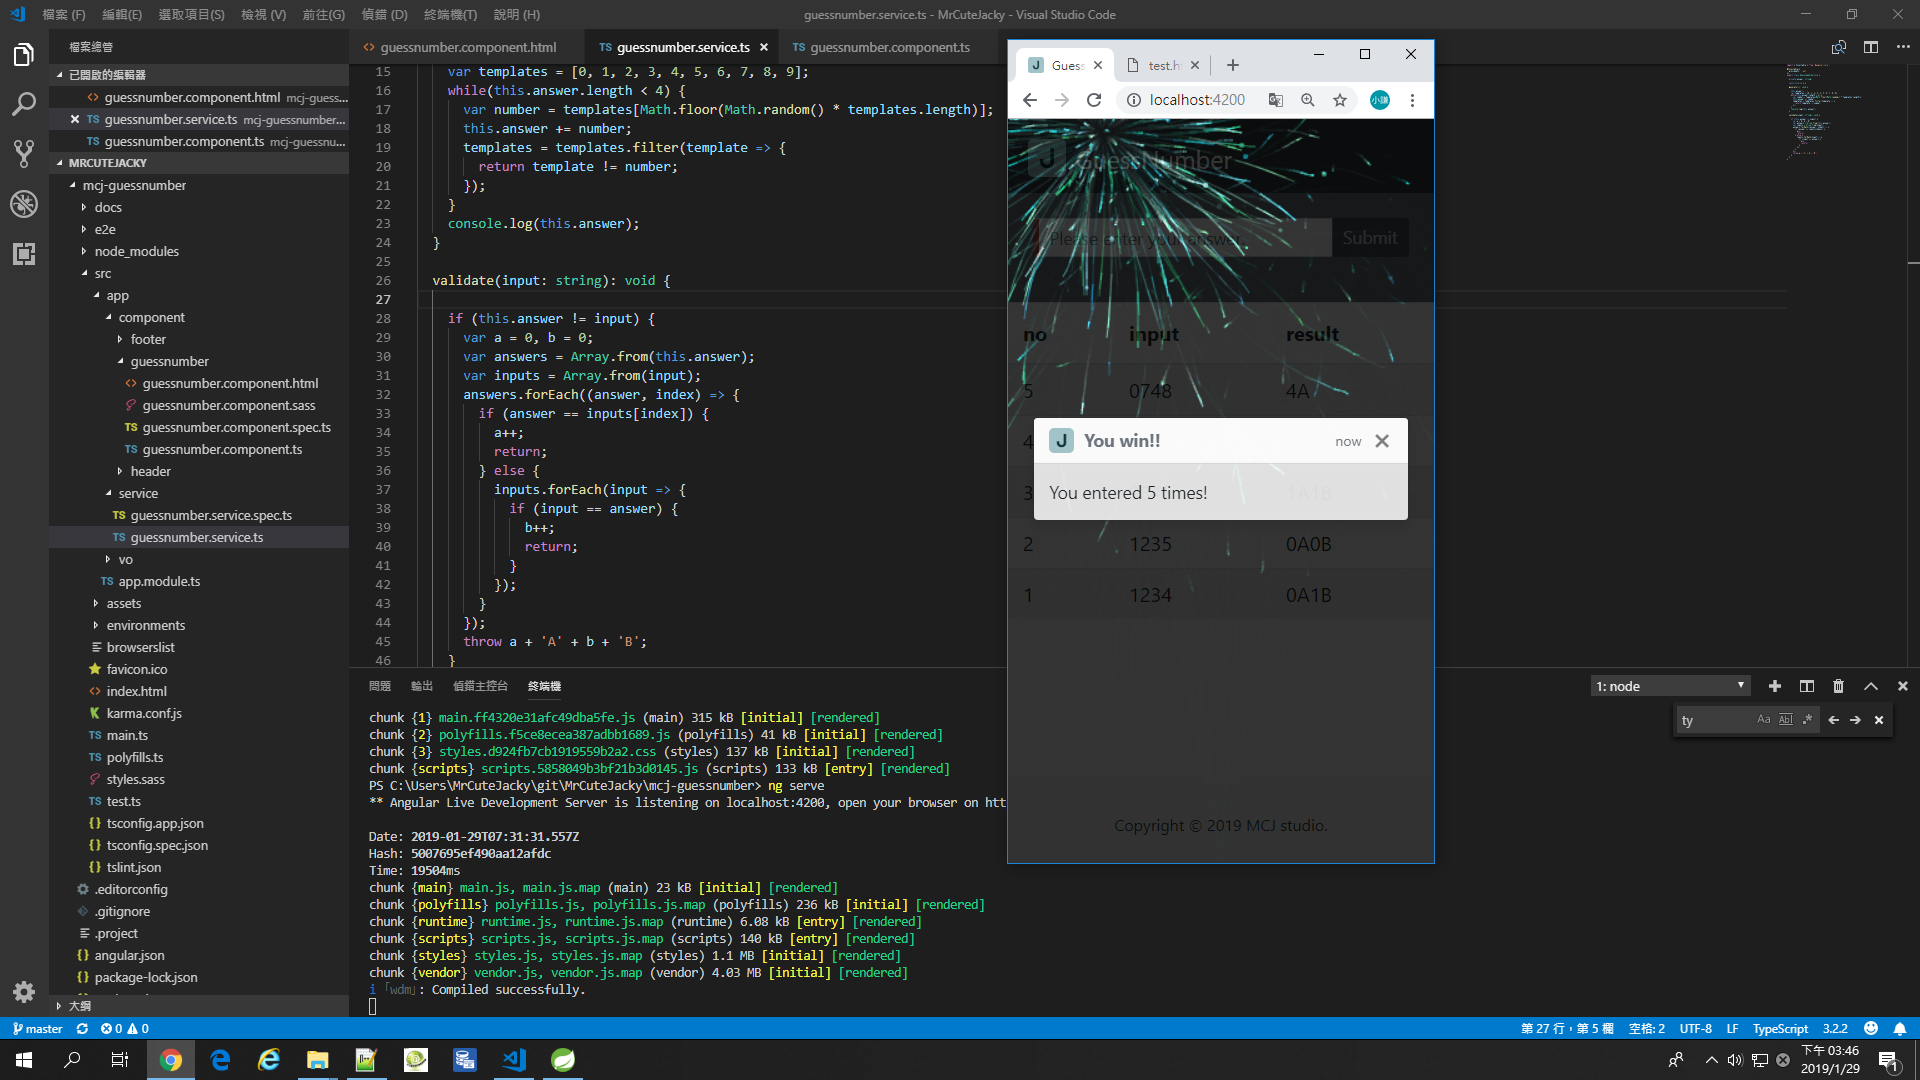 檔案 (F) 編輯(E) 選取項目(S) 檢視 (V) 前往(G) 偵錯 (D) 終端機(T) 說明 (H)
guessnumber.service.ts - MrCuteJacky - Visual Studio Code
檔案總管
已開啟的編輯器
guessnumber.component.html mcj-guess...
guessnumber.service.ts mcj-guessnumber...
guessnumber.component.ts mcj-guessnu...
MRCUTEJACKY
mcj-guessnumber
docs
e2e
node_modules
src
app
component
footer
guessnumber
guessnumber.component.html
guessnumber.component.sass
TS guessnumber.component.spec.ts
TS guessnumber.component.ts
header
service
TS guessnumber.service.spec.ts
TS guessnumber.service.ts
vo
TS app.module.ts
assets
environments
browserslist
favicon.ico
index.html
karma.conf.js
TS main.ts
TS polyfills.ts
styles.sass
TS test.ts
tsconfig.app.json
tsconfig.spec.json
tslint.json
.editorconfig
.gitignore
.project
angular.json
package-lock.json
大綱
guessnumber.component.html
TS guessnumber.service.ts
TS guessnumber.component.ts
15 var templates = [0, 1, 2, 3, 4, 5, 6, 7, 8, 9];
16 while(this.answer.length < 4) {
17 var number = templates[Math.floor(Math.random() * templates.length)];
18 this.answer += number;
19 templates = templates.filter(template => {
20 return template != number;
21 });
22 }
23 console.log(this.answer);
24 }
25
26 validate(input: string): void {
27
28 if (this.answer != input) {
29 var a = 0, b = 0;
30 var answers = Array.from(this.answer);
31 var inputs = Array.from(input);
32 answers.forEach((answer, index) => {
33 if (answer == inputs[index]) {
34 a++;
35 return;
36 } else {
37 inputs.forEach(input => {
38 if (input == answer) {
39 b++;
40 return;
41 }
42 });
43 }
44 });
45 throw a + 'A' + b + 'B';
46 }
Guess
test.h
localhost:4200
小謙
J GuessNumber
Please enter your answer.
Submit
no input result
5 0748 4A
4
J You win!! now
3 1A1B
You entered 5 times!
2 1235 0A0B
1 1234 0A1B
Copyright © 2019 MCJ studio.
問題 輸出 偵錯主控台 終端機
1: node
ty
Aa Abl .*
chunk {1} main.ff4320e31afc49dba5fe.js (main) 315 kB [initial] [rendered]
chunk {2} polyfills.f5ce8ecea387adbb1689.js (polyfills) 41 kB [initial] [rendered]
chunk {3} styles.d924fb7cb1919559b2a2.css (styles) 137 kB [initial] [rendered]
chunk {scripts} scripts.5858049b3bf21b3d0145.js (scripts) 133 kB [entry] [rendered]
PS C:\Users\MrCuteJacky\git\MrCuteJacky\mcj-guessnumber> ng serve
** Angular Live Development Server is listening on localhost:4200, open your browser on htt
Date: 2019-01-29T07:31:31.557Z
Hash: 5007695ef490aa12afdc
Time: 19504ms
chunk {main} main.js, main.js.map (main) 23 kB [initial] [rendered]
chunk {polyfills} polyfills.js, polyfills.js.map (polyfills) 236 kB [initial] [rendered]
chunk {runtime} runtime.js, runtime.js.map (runtime) 6.08 kB [entry] [rendered]
chunk {scripts} scripts.js, scripts.js.map (scripts) 140 kB [entry] [rendered]
chunk {styles} styles.js, styles.js.map (styles) 1.1 MB [initial] [rendered]
chunk {vendor} vendor.js, vendor.js.map (vendor) 4.03 MB [initial] [rendered]
i ｢wdm｣: Compiled successfully.
master 0 0
第 27 行，第 5 欄 空格: 2 UTF-8 LF TypeScript 3.2.2
下午 03:46
2019/1/29
1